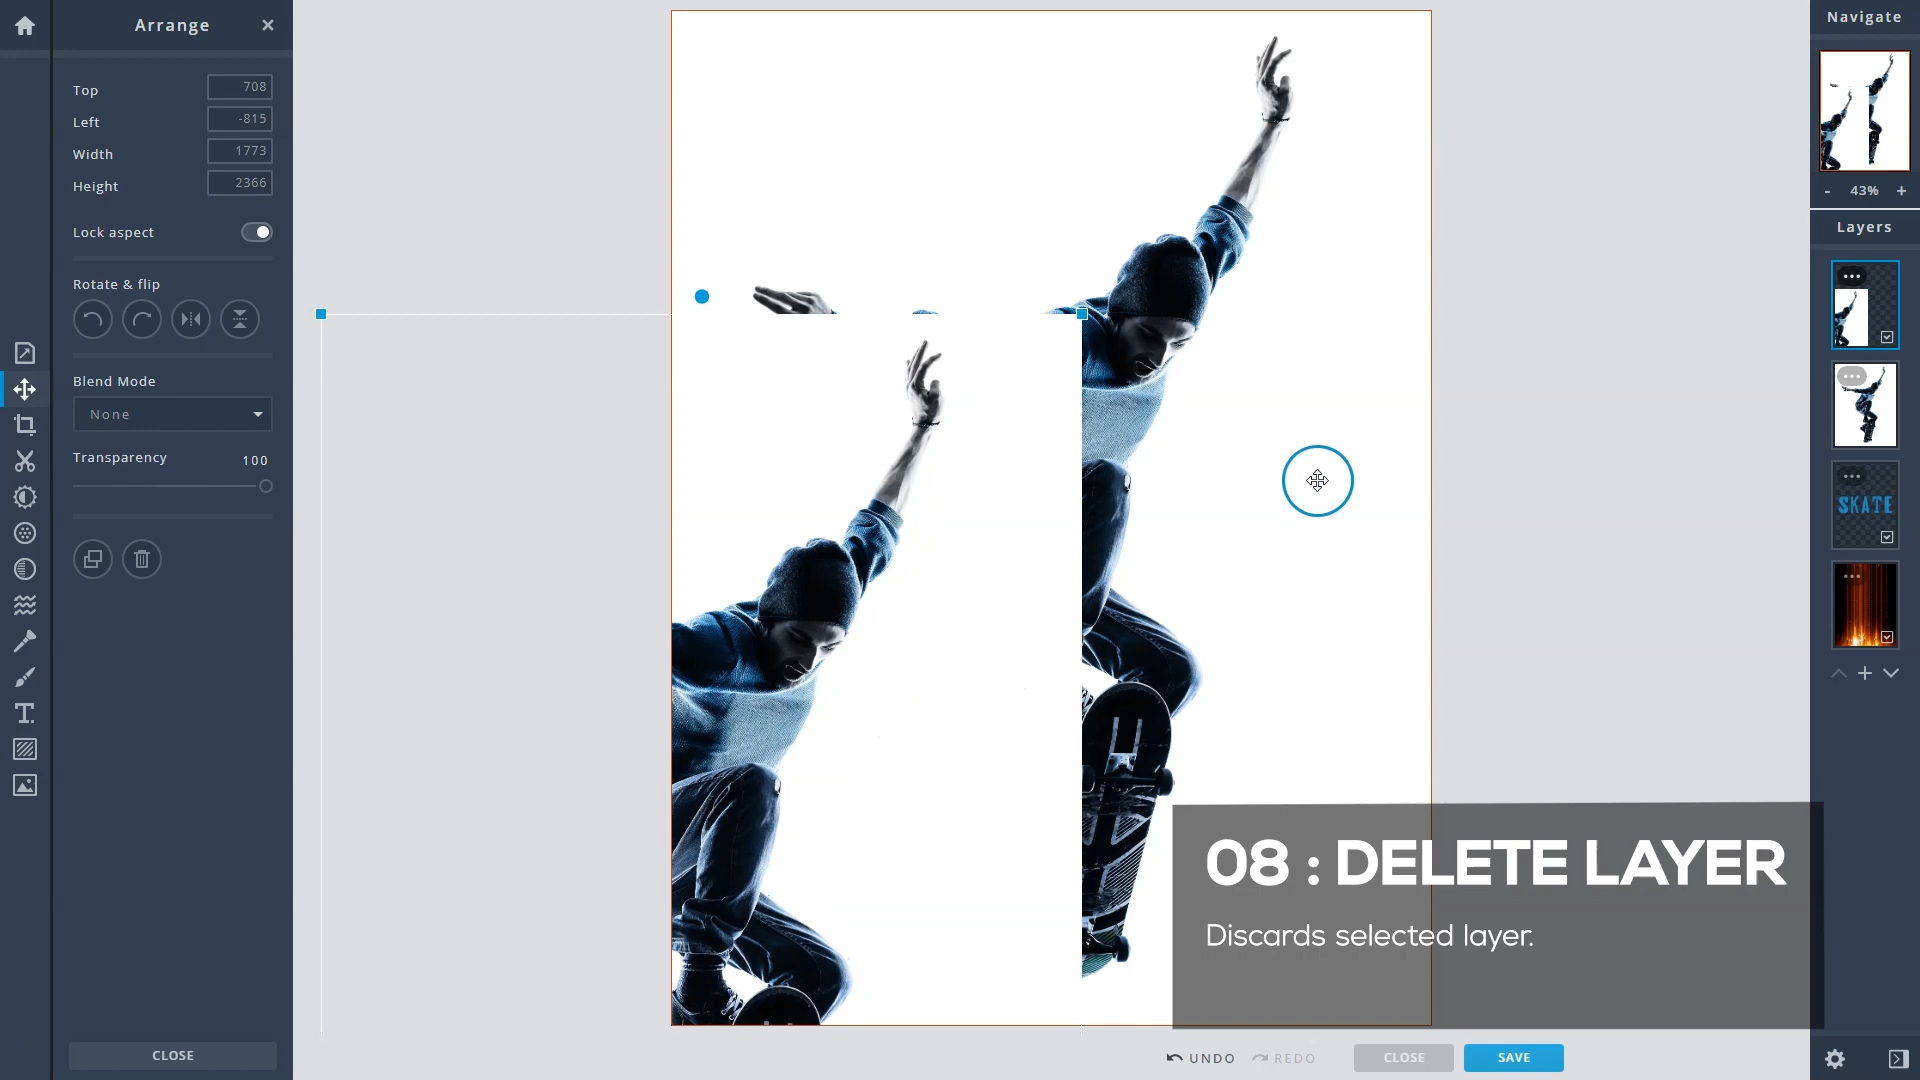 Arrange
Top
708
Left
-815
Width
1773
Height
2366
Lock aspect
Rotate & flip
Blend Mode
None
Transparency
100
CLOSE
Navigate
- 43% +
Layers
SKATE
08 : DELETE LAYER
Discards selected layer.
UNDO
REDO
CLOSE
SAVE